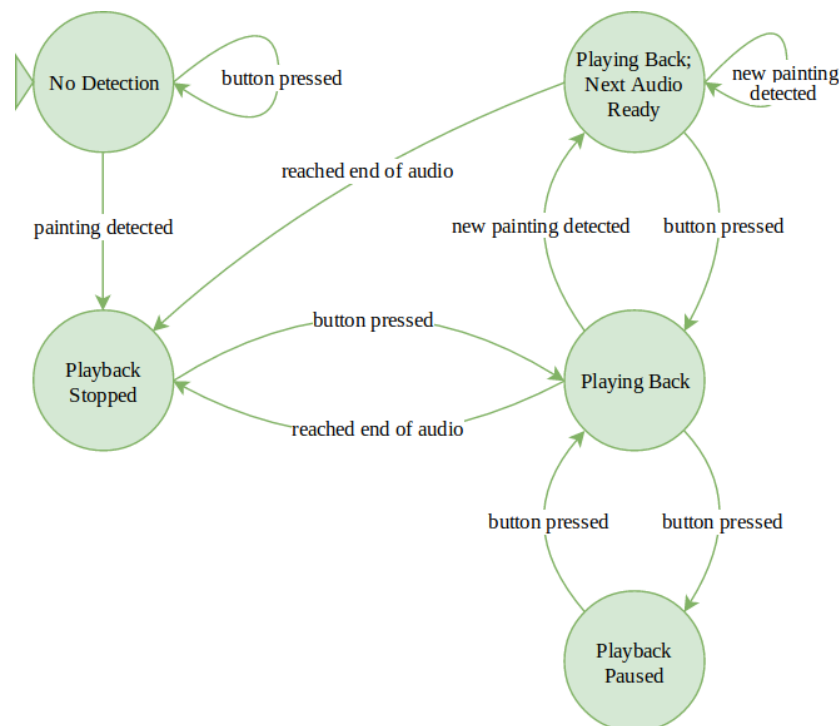 No Detection
button pressed
Playing Back;
Next Audio
Ready
new painting
detected
reached end of audio
painting detected
new painting detected
button pressed
button pressed
Playback
Stopped
Playing Back
reached end of audio
button pressed
button pressed
Playback
Paused